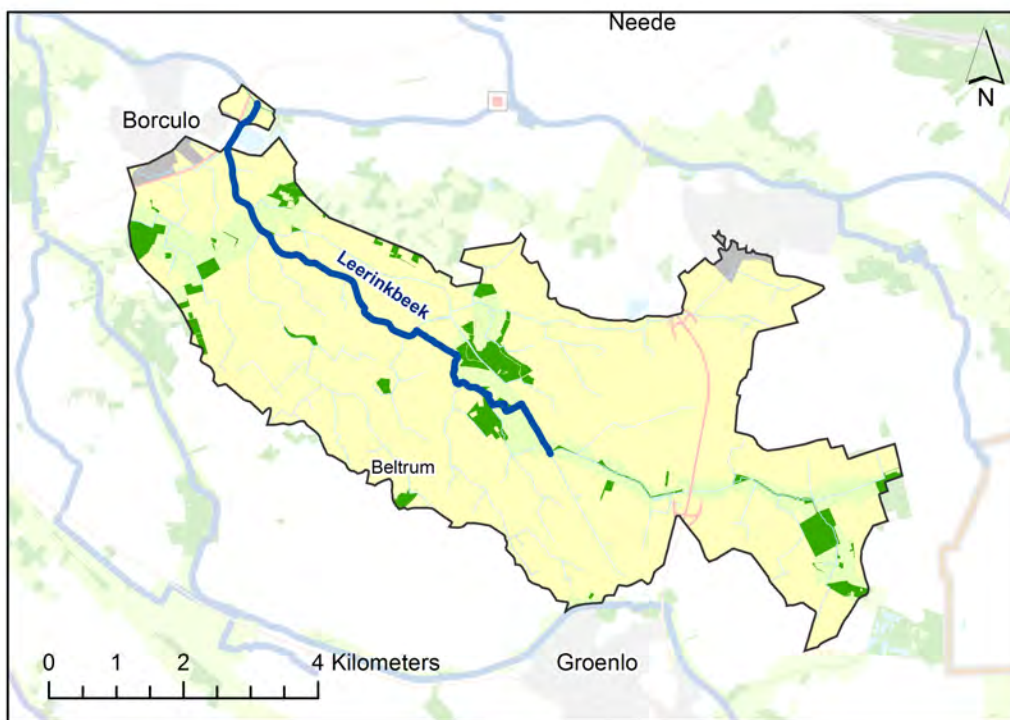 Neede
N
Borculo
Leerinkbeek
Beltrum
0 1 2 4 Kilometers
Groenlo